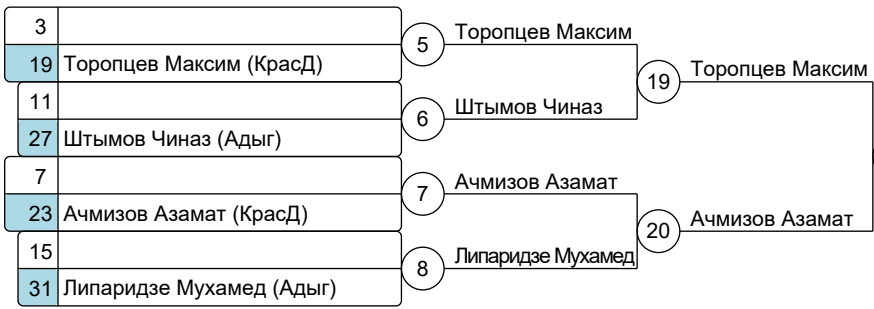 3
19 Торопцев Максим (КрасД)
5
Торопцев Максим
11
27 Штымов Чиназ (Адыг)
6
Штымов Чиназ
19
Торопцев Максим
7
23 Ачмизов Азамат (КрасД)
7
Ачмизов Азамат
15
31 Липаридзе Мухамед (Адыг)
8
Липаридзе Мухамед
20
Ачмизов Азамат